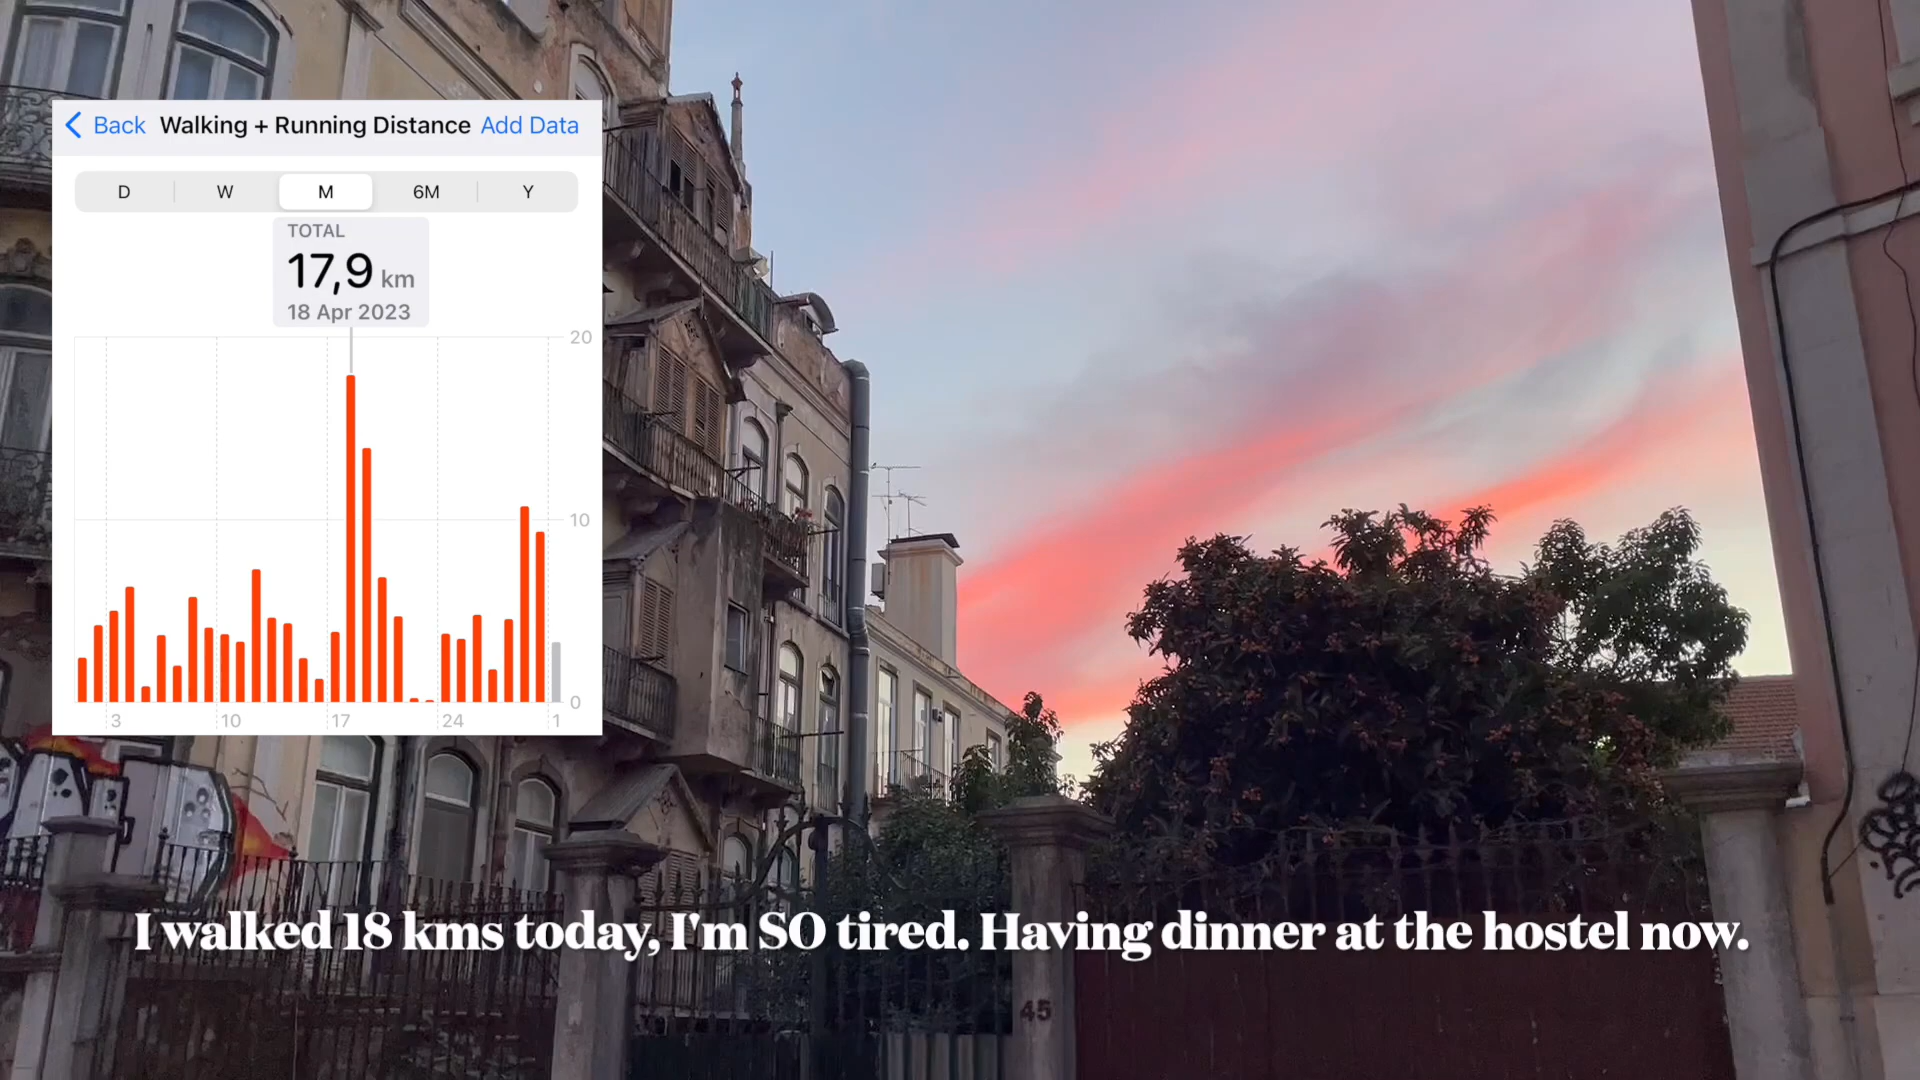 Back Walking + Running Distance Add Data
D W M 6M Y
TOTAL
17,9 km
18 Apr 2023
20
10
0
3 10 17 24 1
I walked 18 kms today, I'm SO tired. Having dinner at the hostel now.
45